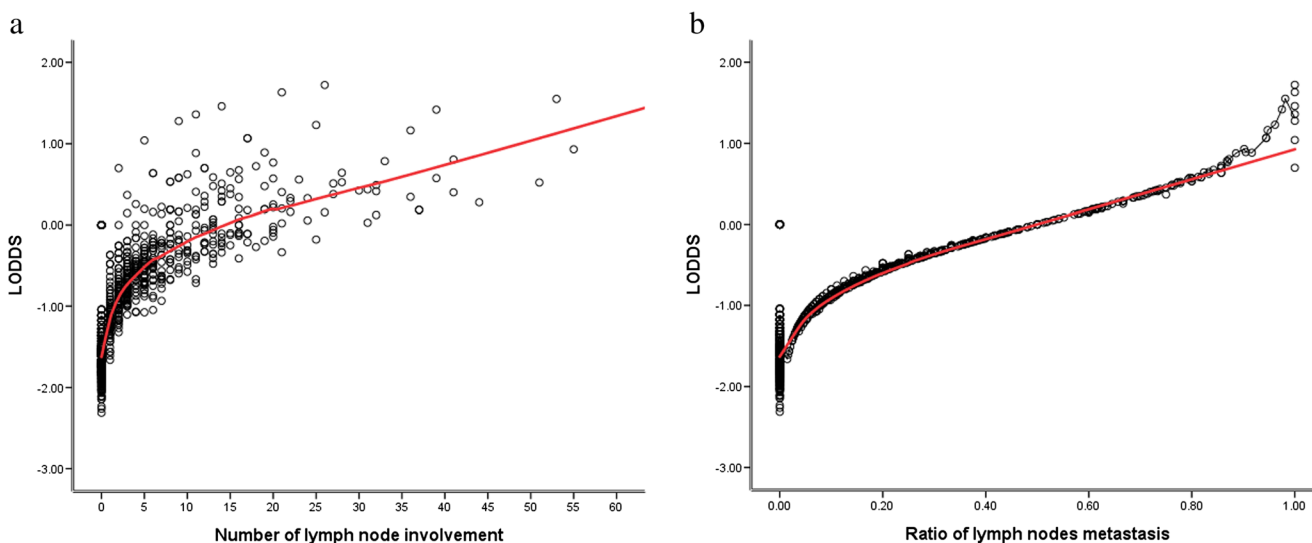 a
2.00
1.00
0.00
-1.00
-2.00
-3.00
LODDS
0 5 10 15 20 25 30 35 40 45 50 55 60
Number of lymph node involvement
b
2.00
1.00
0.00
-1.00
-2.00
-3.00
LODDS
0.00 0.20 0.40 0.60 0.80 1.00
Ratio of lymph nodes metastasis